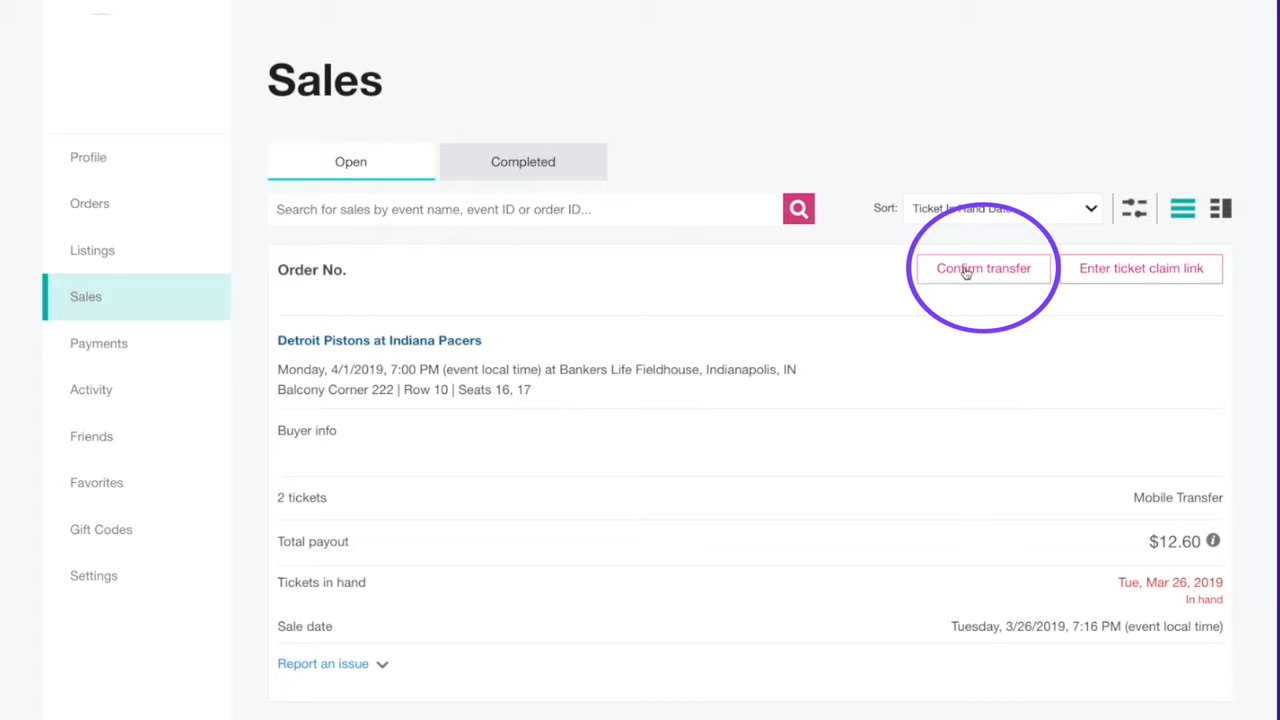 Sales
Profile
Orders
Listings
Sales
Payments
Activity
Friends
Favorites
Gift Codes
Settings
Open
Completed
Search for sales by event name, event ID or order ID...
Sort:
Ticket In Hand Date
Order No.
Confirm transfer
Enter ticket claim link
Detroit Pistons at Indiana Pacers
Monday, 4/1/2019, 7:00 PM (event local time) at Bankers Life Fieldhouse, Indianapolis, IN
Balcony Corner 222 | Row 10 | Seats 16, 17
Buyer info
2 tickets
Mobile Transfer
Total payout
$12.60
Tickets in hand
Tue, Mar 26, 2019
In hand
Sale date
Tuesday, 3/26/2019, 7:16 PM (event local time)
Report an issue